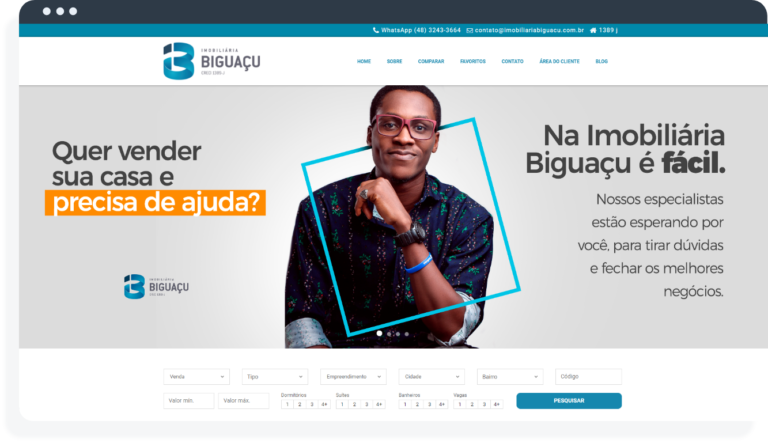 WhatsApp (48) 3243-3664 contato@imobiliariabiguacu.com.br 1389 j
IMOBILIÁRIA
BIGUAÇU
CRECI 1389 J
HOME SOBRE COMPARAR FAVORITOS CONTATO ÁREA DO CLIENTE BLOG
Quer vender
sua casa e
precisa de ajuda?
Na Imobiliária
Biguaçu é fácil.
Nossos especialistas
estão esperando por
você, para tirar dúvidas
e fechar os melhores
negócios.
IMOBILIÁRIA
BIGUAÇU
Venda Tipo Empreendimento Cidade Bairro Código
Dormitórios Suítes Banheiros Vagas
Valor mín. Valor máx. 1 2 3 4+ 1 2 3 4+ 1 2 3 4+ 1 2 3 4+ PESQUISAR